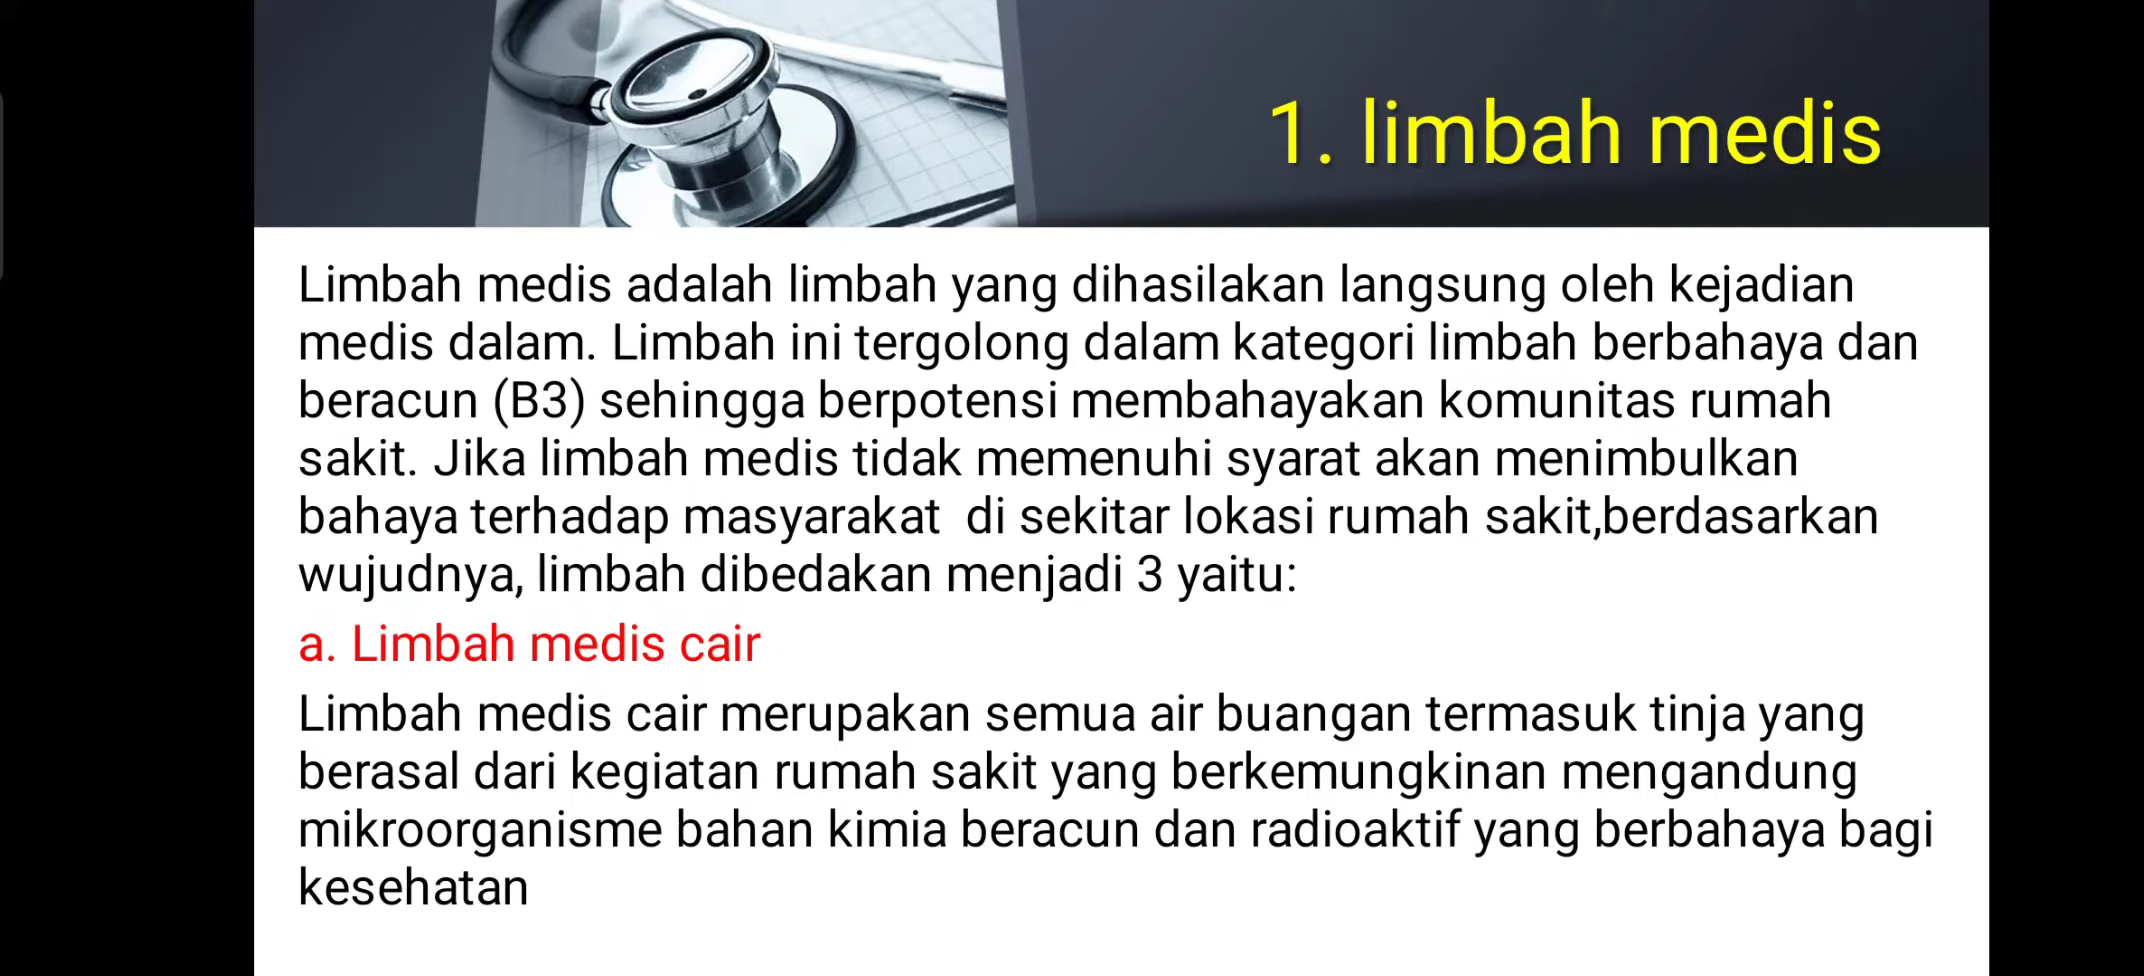 1. limbah medis
Limbah medis adalah limbah yang dihasilakan langsung oleh kejadian
medis dalam. Limbah ini tergolong dalam kategori limbah berbahaya dan
beracun (B3) sehingga berpotensi membahayakan komunitas rumah
sakit. Jika limbah medis tidak memenuhi syarat akan menimbulkan
bahaya terhadap masyarakat  di sekitar lokasi rumah sakit,berdasarkan
wujudnya, limbah dibedakan menjadi 3 yaitu:
a. Limbah medis cair
Limbah medis cair merupakan semua air buangan termasuk tinja yang
berasal dari kegiatan rumah sakit yang berkemungkinan mengandung
mikroorganisme bahan kimia beracun dan radioaktif yang berbahaya bagi
kesehatan